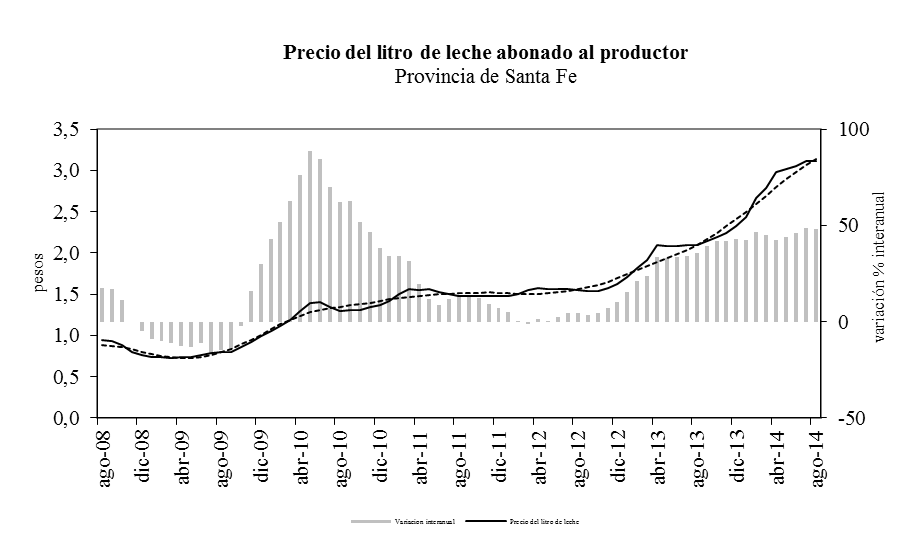 Precio del litro de leche abonado al productor
Provincia de Santa Fe
3,5
3,0
2,5
2,0
1,5
1,0
0,5
0,0
pesos
100
50
0
-50
variación % interanual
ago-08
dic-08
abr-09
ago-09
dic-09
abr-10
ago-10
dic-10
abr-11
ago-11
dic-11
abr-12
ago-12
dic-12
abr-13
ago-13
dic-13
abr-14
ago-14
Variacion interanual
Precio del litro de leche